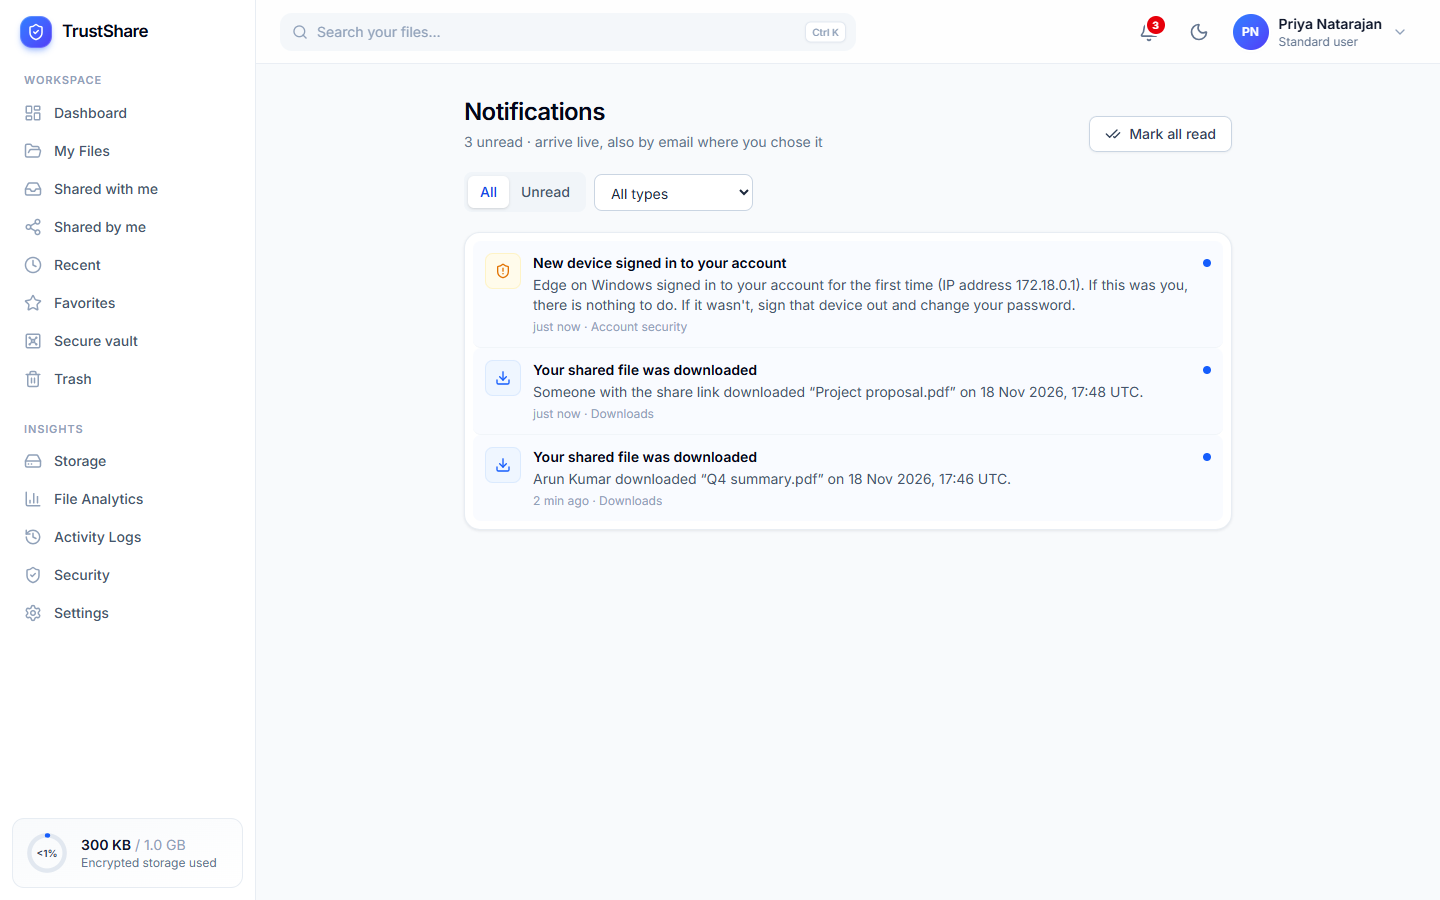 TrustShare
Search your files...
Ctrl K
3
PN
Priya Natarajan
Standard user
WORKSPACE
Dashboard
My Files
Shared with me
Shared by me
Recent
Favorites
Secure vault
Trash
INSIGHTS
Storage
File Analytics
Activity Logs
Security
Settings
<1%
300 KB / 1.0 GB
Encrypted storage used
Notifications
3 unread · arrive live, also by email where you chose it
Mark all read
All
Unread
All types
New device signed in to your account
Edge on Windows signed in to your account for the first time (IP address 172.18.0.1). If this was you,
there is nothing to do. If it wasn't, sign that device out and change your password.
just now · Account security
Your shared file was downloaded
Someone with the share link downloaded “Project proposal.pdf” on 18 Nov 2026, 17:48 UTC.
just now · Downloads
Your shared file was downloaded
Arun Kumar downloaded “Q4 summary.pdf” on 18 Nov 2026, 17:46 UTC.
2 min ago · Downloads